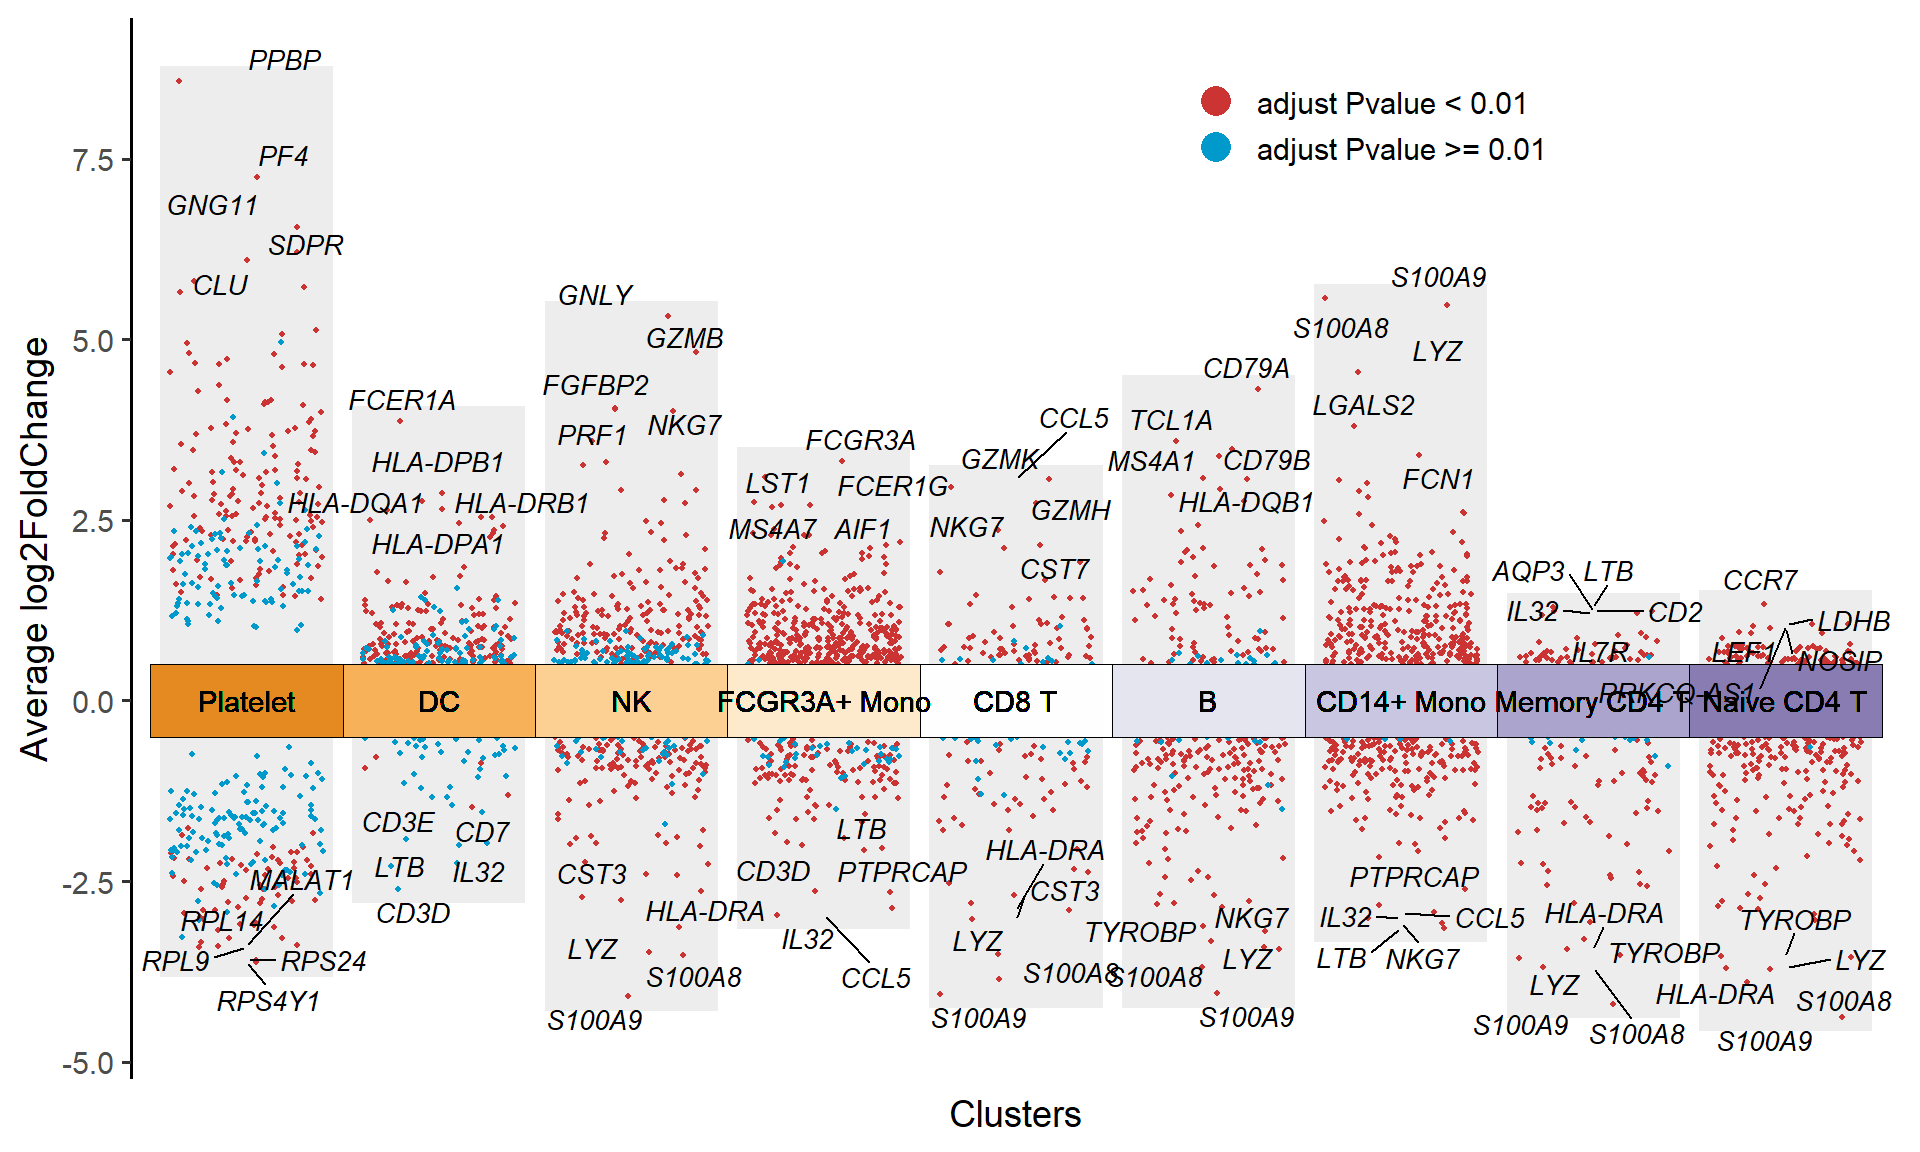 Average log2FoldChange
7.5
5.0
2.5
0.0
-2.5
-5.0
adjust Pvalue < 0.01
adjust Pvalue >= 0.01
PPBP
PF4
GNG11
SDPR
CLU
MALAT1
RPL14
RPL9
RPS24
RPS4Y1
FCER1A
HLA-DPB1
HLA-DQA1
HLA-DRB1
HLA-DPA1
CD3E
CD7
LTB
IL32
CD3D
GNLY
GZMB
FGFBP2
NKG7
PRF1
CST3
HLA-DRA
LYZ
S100A8
S100A9
FCGR3A
LST1
FCER1G
MS4A7
AIF1
LTB
CD3D
PTPRCAP
IL32
CCL5
CCL5
GZMK
GZMH
NKG7
CST7
HLA-DRA
CST3
LYZ
S100A8
S100A9
CD79A
TCL1A
MS4A1
CD79B
HLA-DQB1
NKG7
TYROBP
LYZ
S100A8
S100A9
S100A9
S100A8
LYZ
LGALS2
FCN1
PTPRCAP
IL32
CCL5
LTB
NKG7
AQP3
LTB
IL32
CD2
IL7R
HLA-DRA
TYROBP
LYZ
S100A9
S100A8
CCR7
LDHB
LEF1
NOSIP
PRKCQ-AS1
TYROBP
LYZ
HLA-DRA
S100A8
S100A9
Platelet
DC
NK
FCGR3A+ Mono
CD8 T
B
CD14+ Mono
Memory CD4 T
Naive CD4 T
Clusters